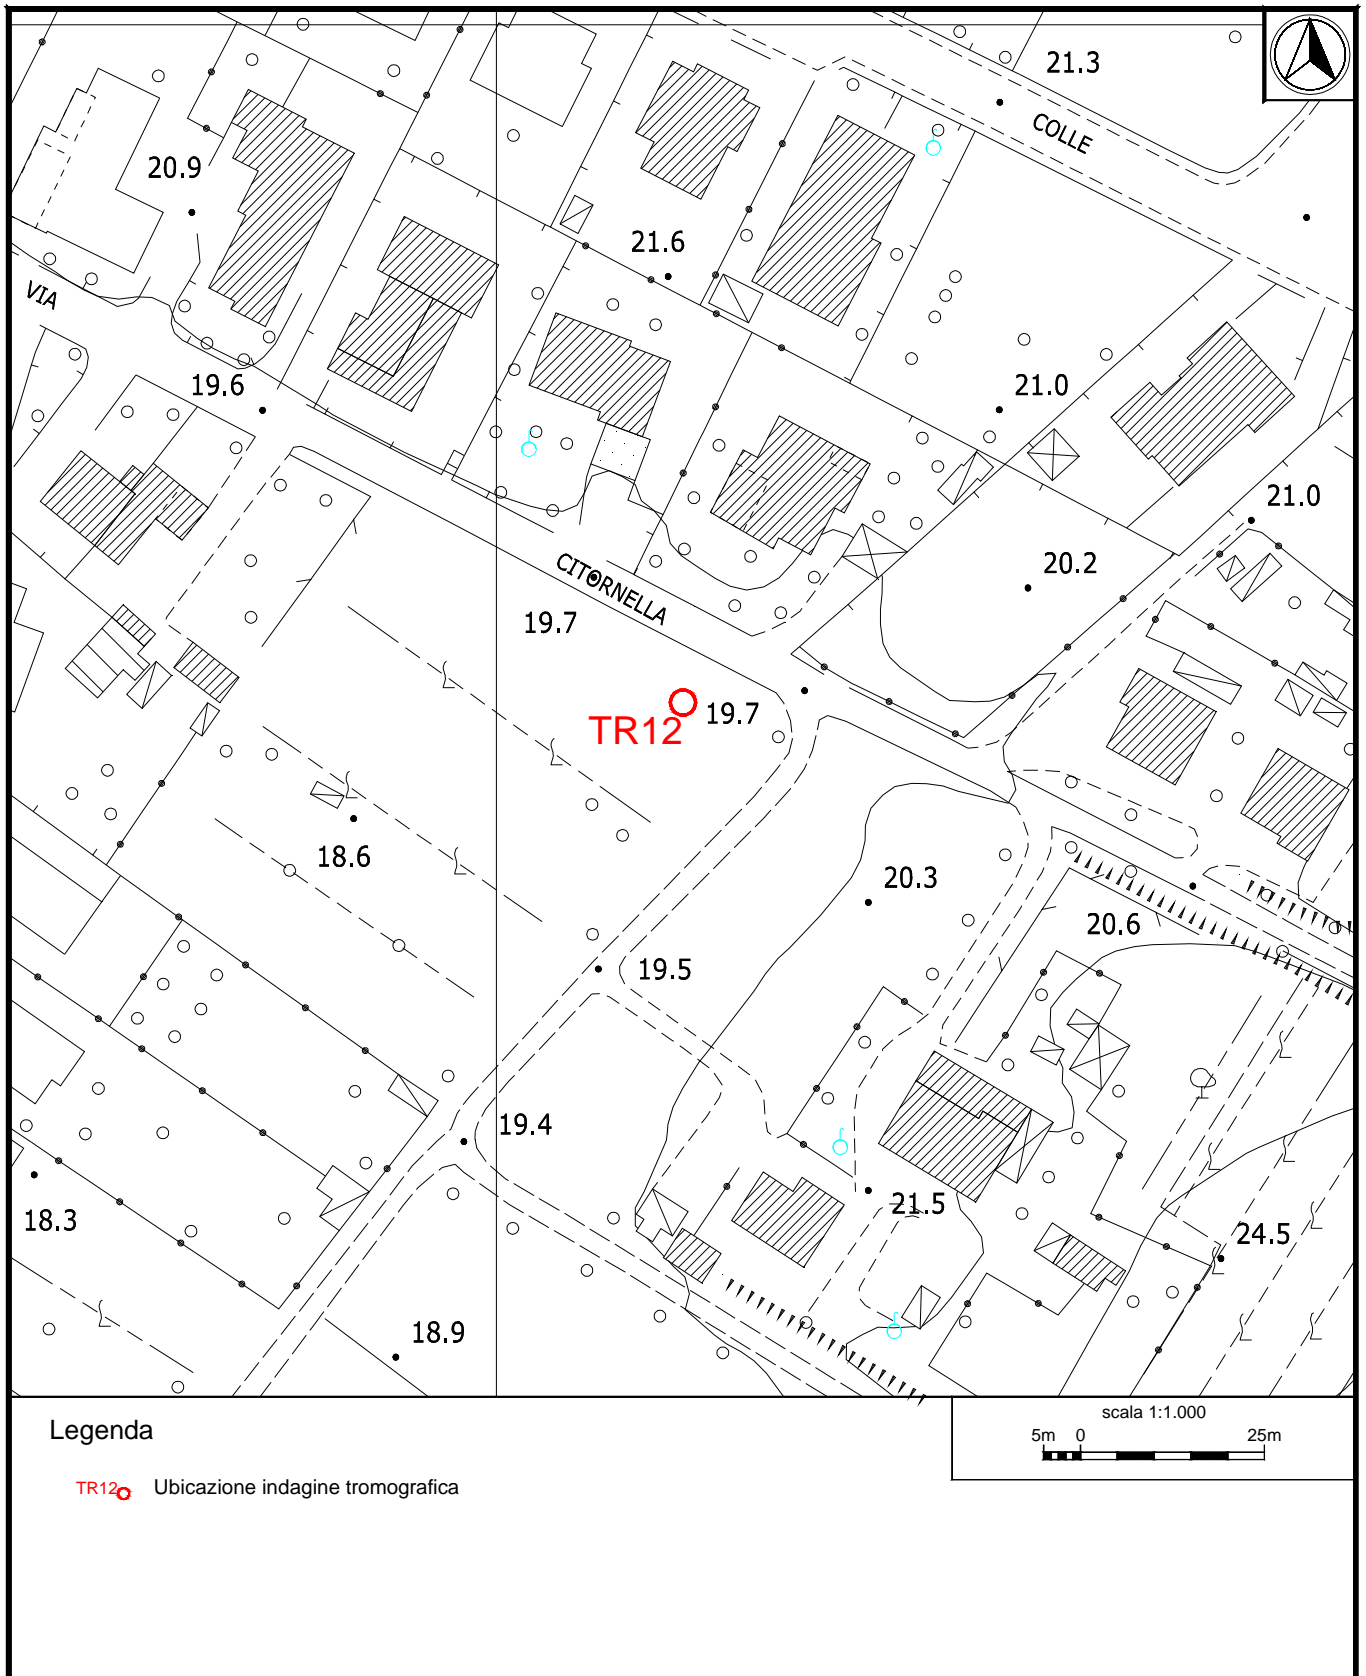 21.3
COLLE
20.9
21.6
VIA
19.6
21.0
21.0
20.2
CITORNELLA
19.7
19.7
TR12
18.6
20.3
20.6
19.5
19.4
21.5
18.3
24.5
18.9
Legenda
scala 1:1.000
5m 0 25m
TR12 Ubicazione indagine tromografica